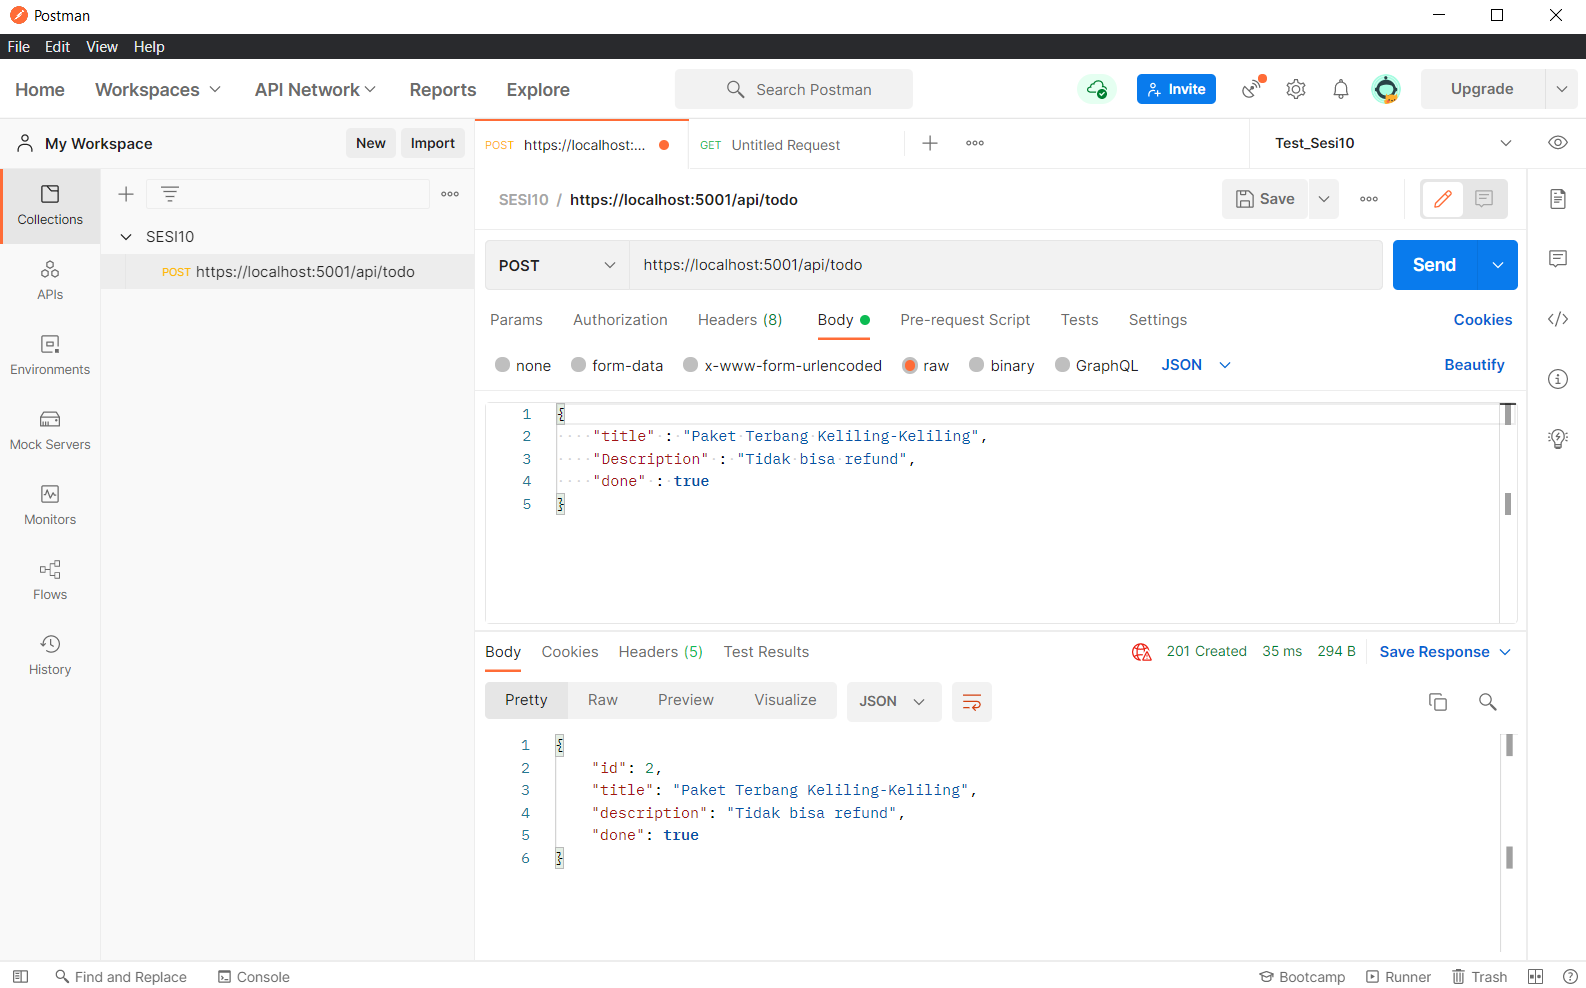 Postman
File Edit View Help
Home Workspaces API Network Reports Explore Search Postman Invite Upgrade
My Workspace New Import
POST https://localhost:... GET Untitled Request Test_Sesi10
Collections
SESI10
POST https://localhost:5001/api/todo
APIs
Environments
Mock Servers
Monitors
Flows
History
SESI10 / https://localhost:5001/api/todo Save
POST https://localhost:5001/api/todo Send
Params Authorization Headers (8) Body Pre-request Script Tests Settings Cookies
none form-data x-www-form-urlencoded raw binary GraphQL JSON Beautify
1 {
2 "title" : "Paket Terbang Keliling-Keliling",
3 "Description" : "Tidak bisa refund",
4 "done" : true
5 }
Body Cookies Headers (5) Test Results 201 Created 35 ms 294 B Save Response
Pretty Raw Preview Visualize JSON
1 {
2 "id": 2,
3 "title": "Paket Terbang Keliling-Keliling",
4 "description": "Tidak bisa refund",
5 "done": true
6 }
Find and Replace Console Bootcamp Runner Trash